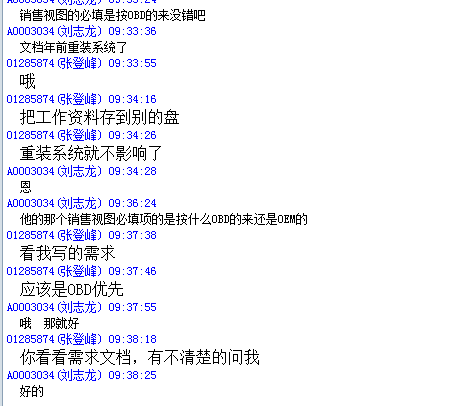 销售视图的必填是按OBD的来没错吧
A0003034(刘志龙) 09:33:36
文档年前重装系统了
01285874(张登峰) 09:33:55
哦
01285874(张登峰) 09:34:16
把工作资料存到别的盘
01285874(张登峰) 09:34:26
重装系统就不影响了
A0003034(刘志龙) 09:34:28
恩
A0003034(刘志龙) 09:36:24
他的那个销售视图必填项的是按什么OBD的来还是OEM的
01285874(张登峰) 09:37:38
看我写的需求
01285874(张登峰) 09:37:46
应该是OBD优先
A0003034(刘志龙) 09:37:55
哦 那就好
01285874(张登峰) 09:38:18
你看看需求文档，有不清楚的问我
A0003034(刘志龙) 09:38:25
好的